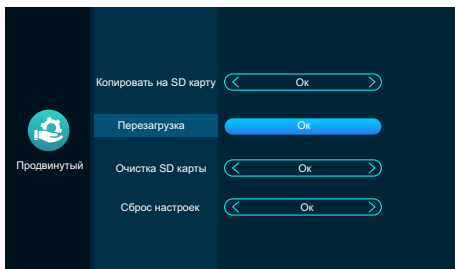 Копировать на SD карту Ок
Перезагрузка Ок
Продвинутый
Очистка SD карты Ок
Сброс настроек Ок